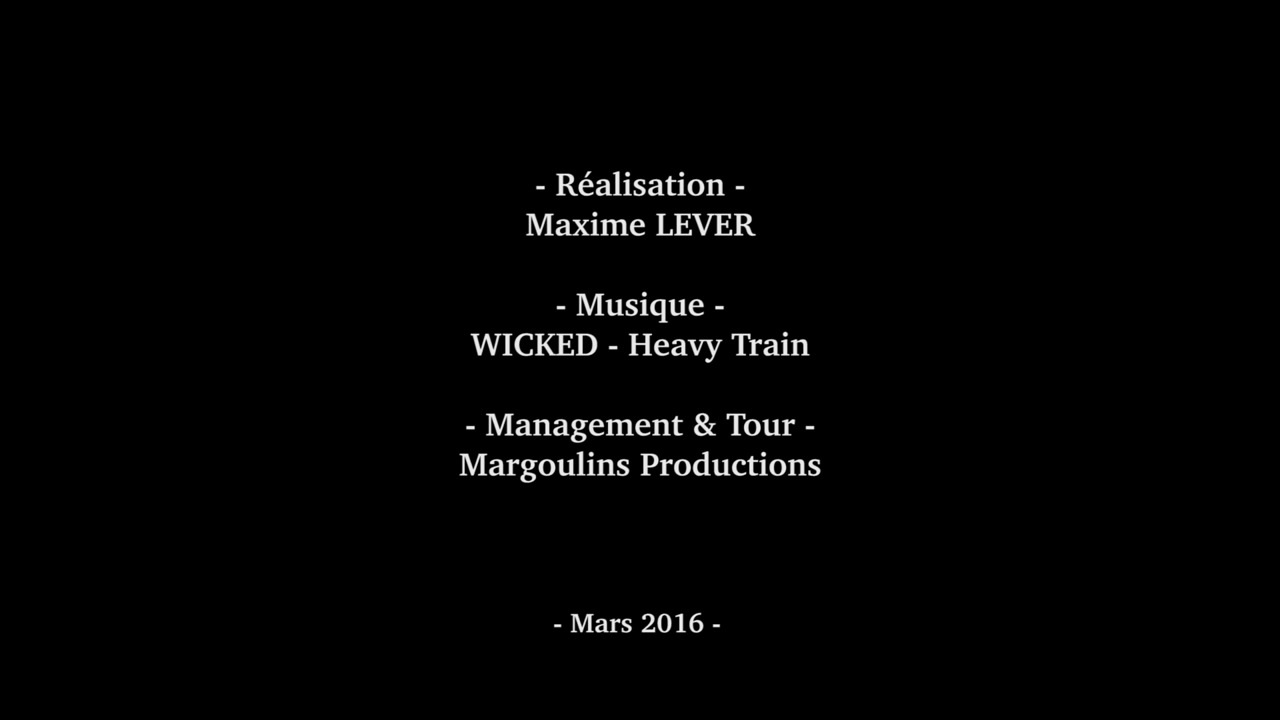 - Réalisation -
Maxime LEVER
- Musique -
WICKED - Heavy Train
- Management & Tour -
Margoulins Productions
- Mars 2016 -